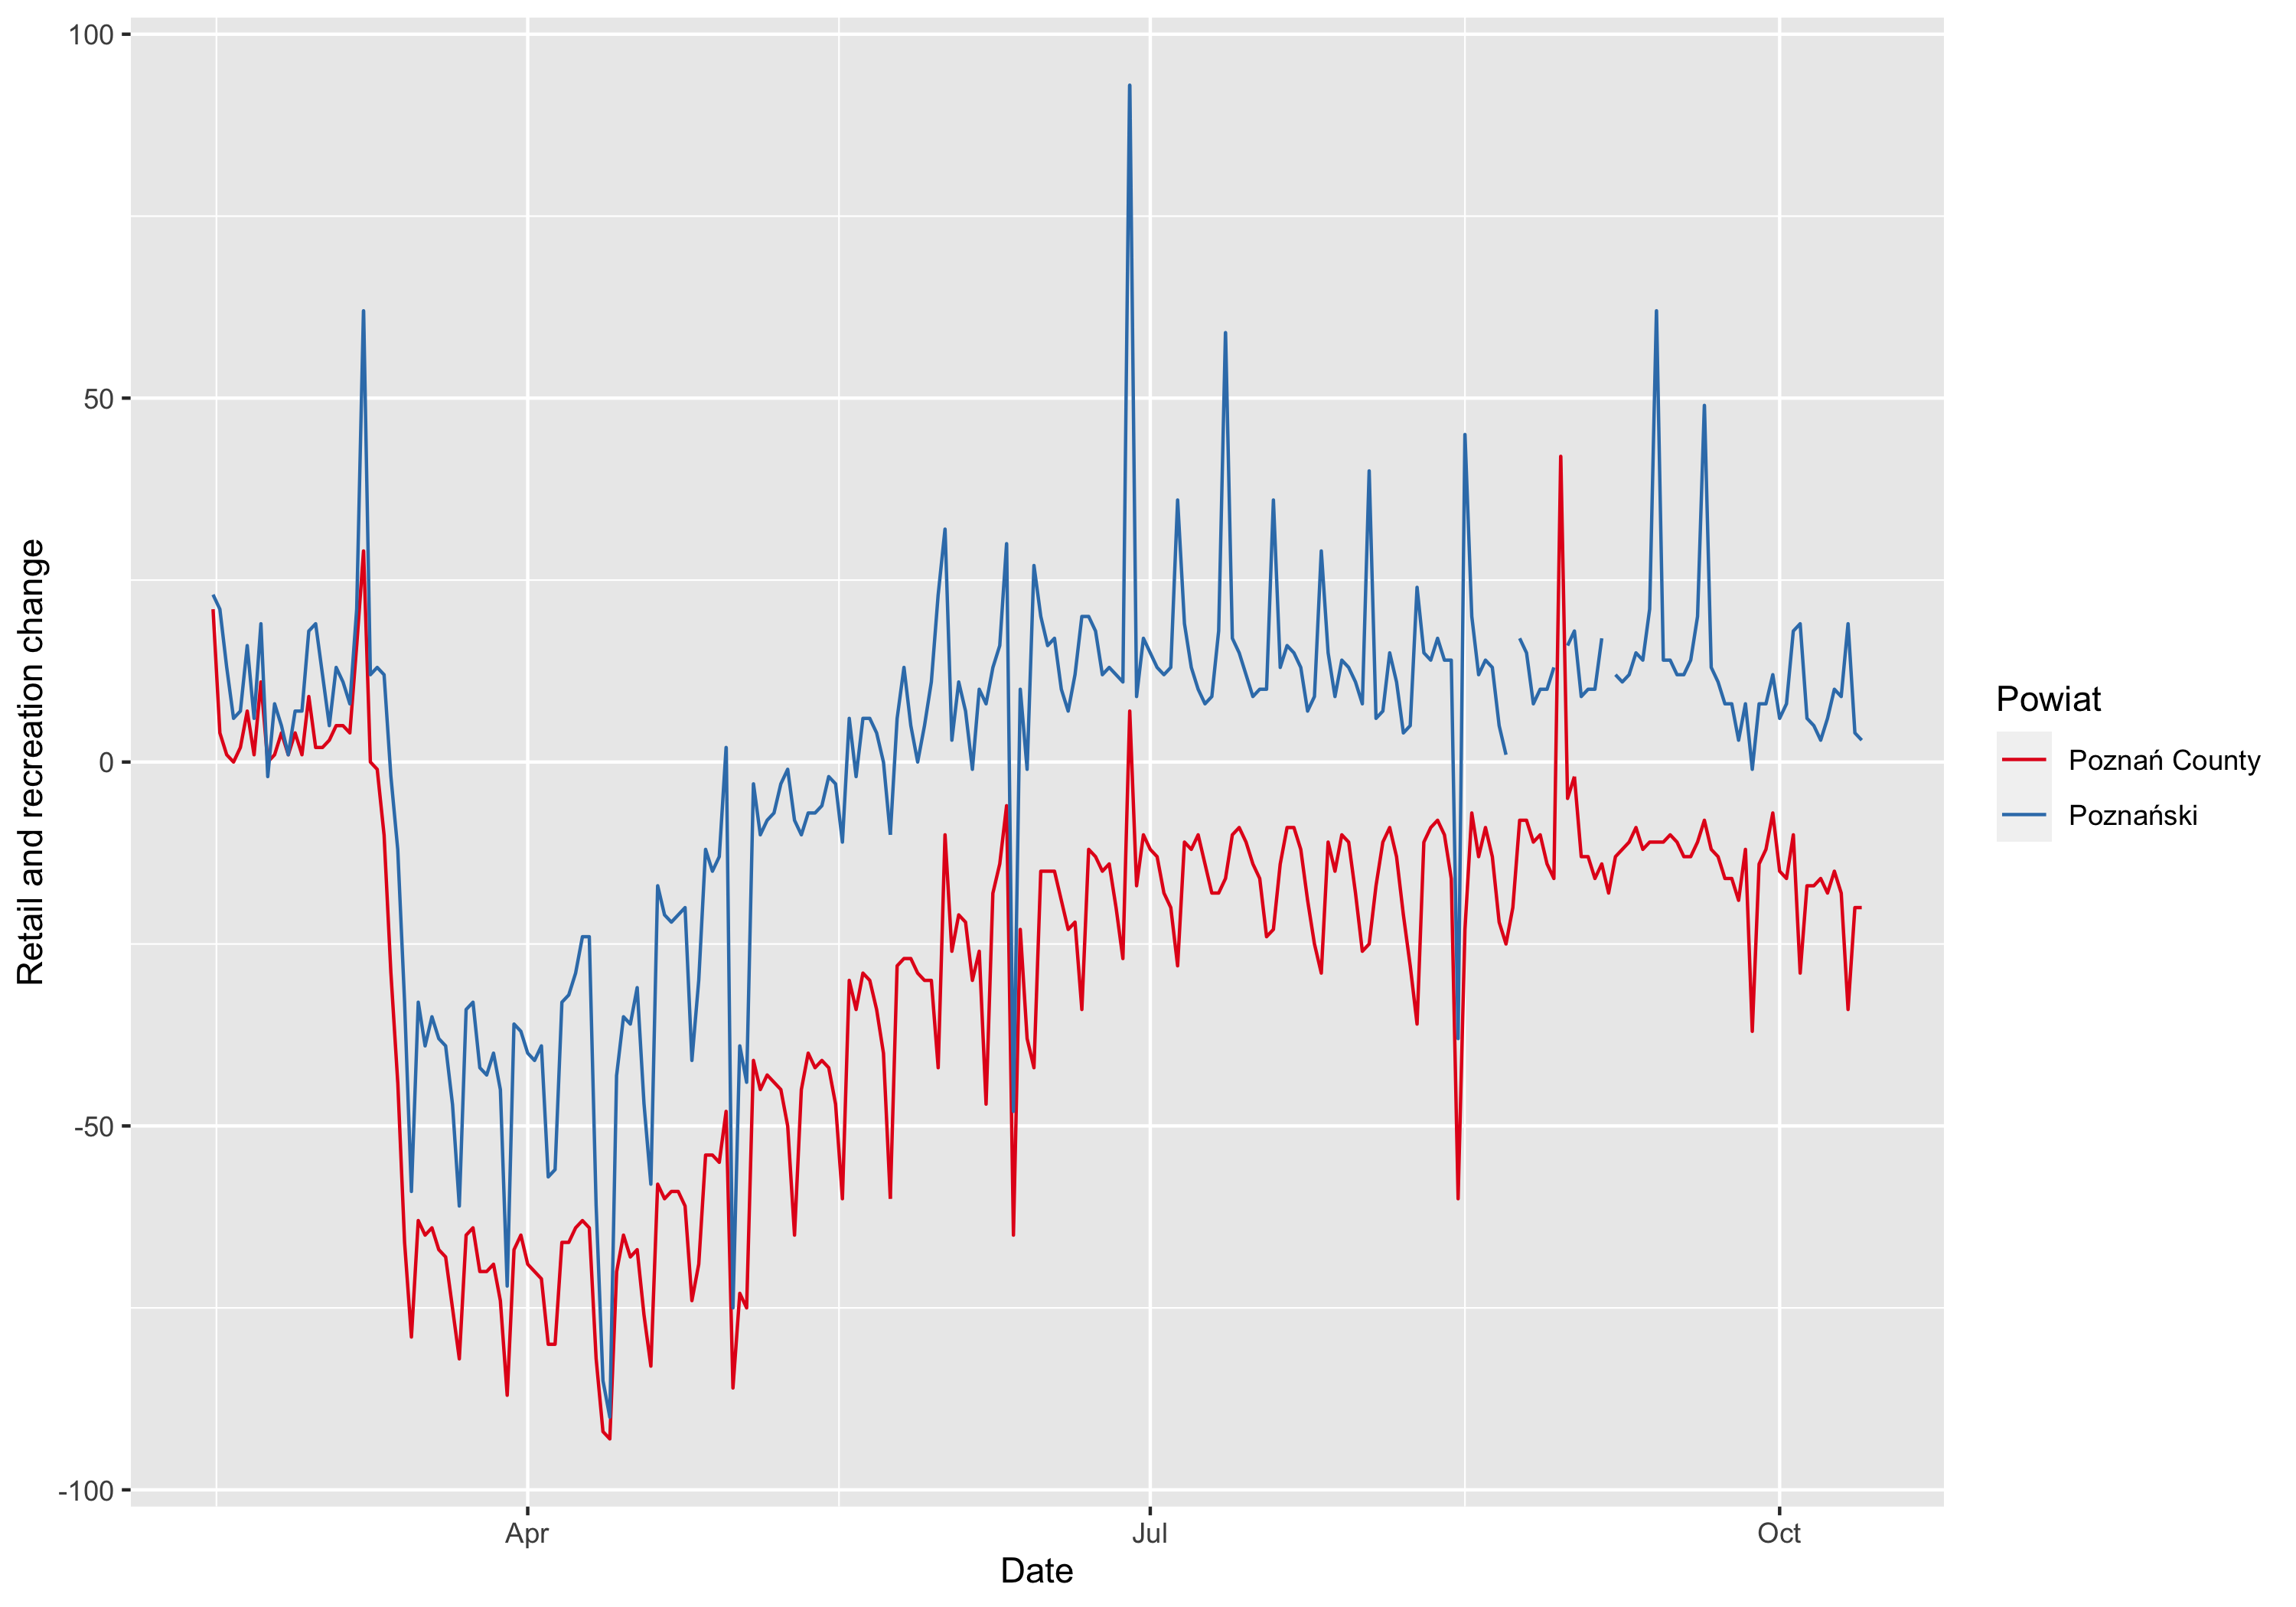 Retail and recreation change
100
50
0
-50
-100
Apr
Jul
Oct
Date
Powiat
Poznań County
Poznański